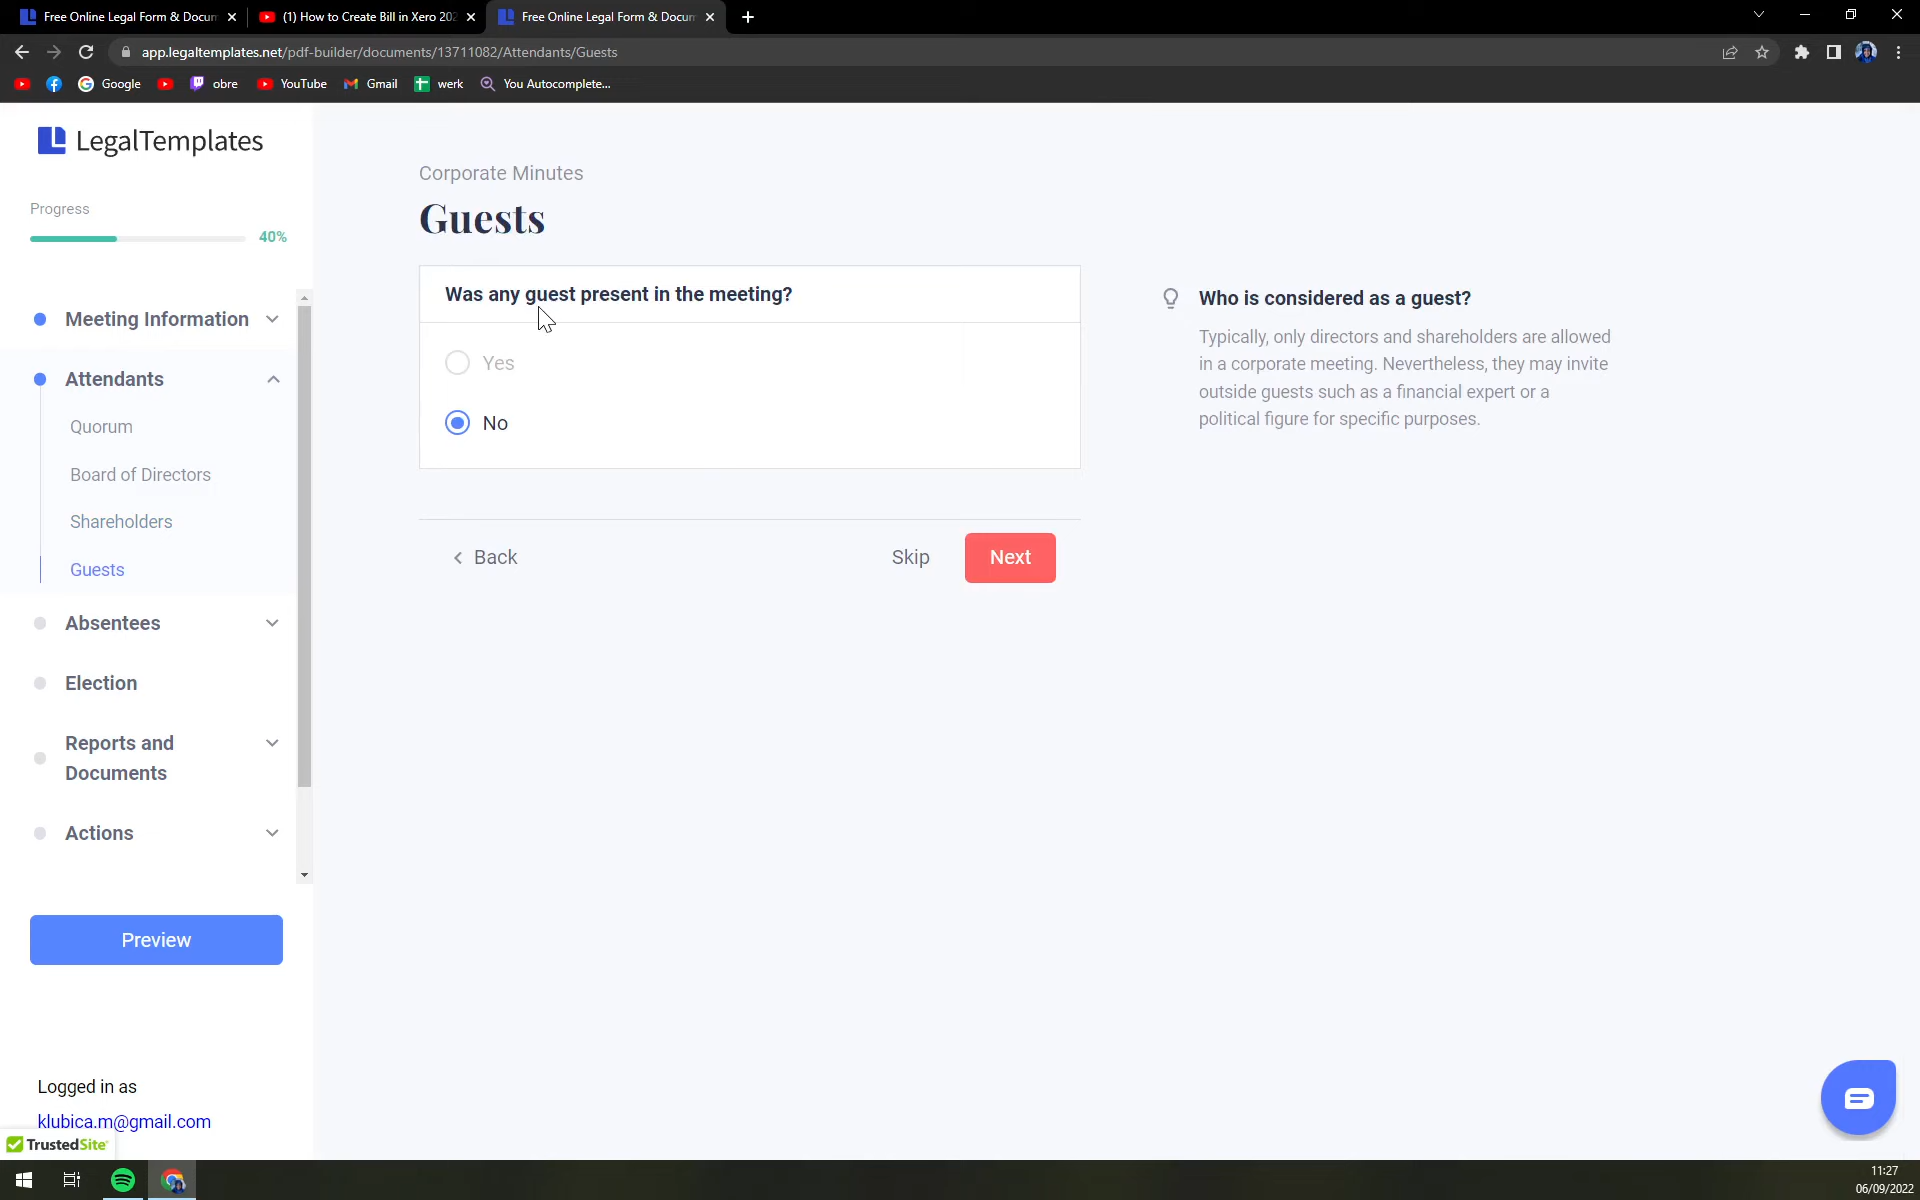 Free Online Legal Form & Docum
(1) How to Create Bill in Xero 202
Free Online Legal Form & Docum
app.legaltemplates.net/pdf-builder/documents/13711082/Attendants/Guests
Google
obre
YouTube
Gmail
werk
You Autocomplete...
LegalTemplates
Progress
40%
Meeting Information
Attendants
Quorum
Board of Directors
Shareholders
Guests
Absentees
Election
Reports and
Documents
Actions
Preview
Logged in as
klubica.m@gmail.com
TrustedSite
Corporate Minutes
Guests
Was any guest present in the meeting?
Yes
No
Back
Skip
Next
Who is considered as a guest?
Typically, only directors and shareholders are allowed
in a corporate meeting. Nevertheless, they may invite
outside guests such as a financial expert or a
political figure for specific purposes.
11:27
06/09/2022